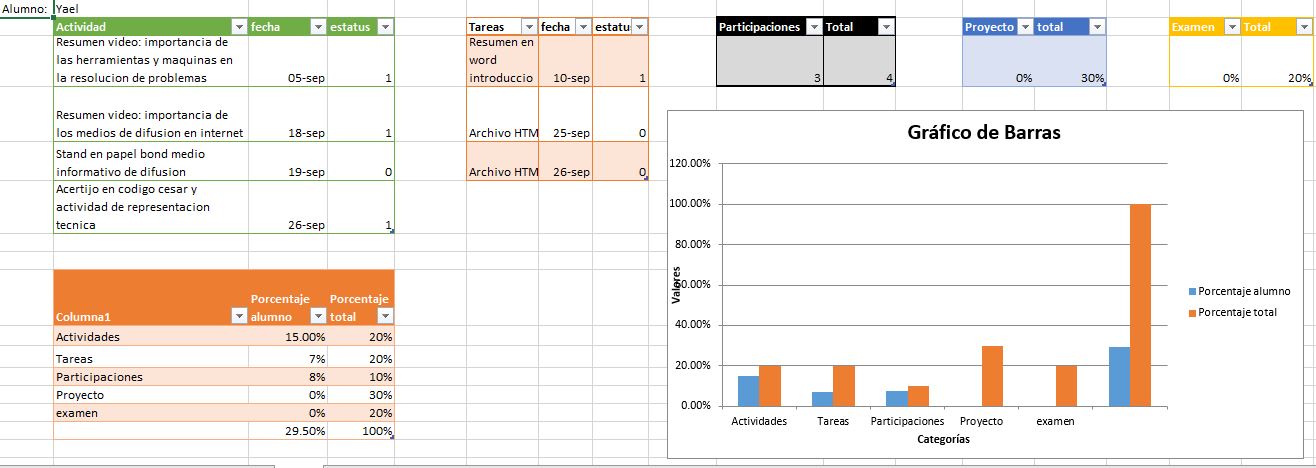 Alumno: Yael
Actividad fecha estatus
Resumen video: importancia de
las herramientas y maquinas en
la resolucion de problemas 05-sep 1
Resumen video: importancia de
los medios de difusion en internet 18-sep 1
Stand en papel bond medio
informativo de difusion 19-sep 0
Acertijo en codigo cesar y
actividad de representacion
tecnica 26-sep 1
Tareas fecha estatu
Resumen en
word
introduccio 10-sep 1
Archivo HTM 25-sep 0
Archivo HTM 26-sep 0
Participaciones Total
3 4
Proyecto total
0% 30%
Examen Total
0% 20%
Porcentaje Porcentaje
Columna1 alumno total
Actividades 15.00% 20%
Tareas 7% 20%
Participaciones 8% 10%
Proyecto 0% 30%
examen 0% 20%
29.50% 100%
Gráfico de Barras
120.00%
100.00%
80.00%
60.00%
40.00%
20.00%
0.00%
Valores
Actividades Tareas Participaciones Proyecto examen
Categorías
Porcentaje alumno
Porcentaje total